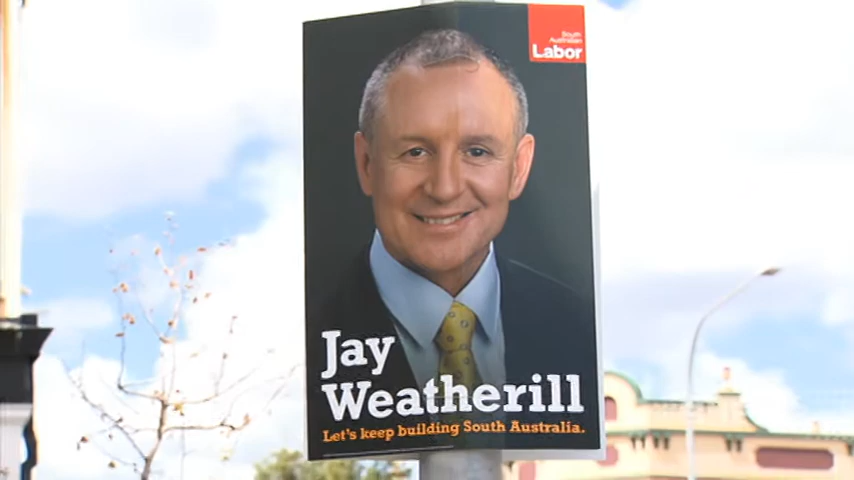 South
Australian
Labor
Jay
Weatherill
Let's keep building South Australia.